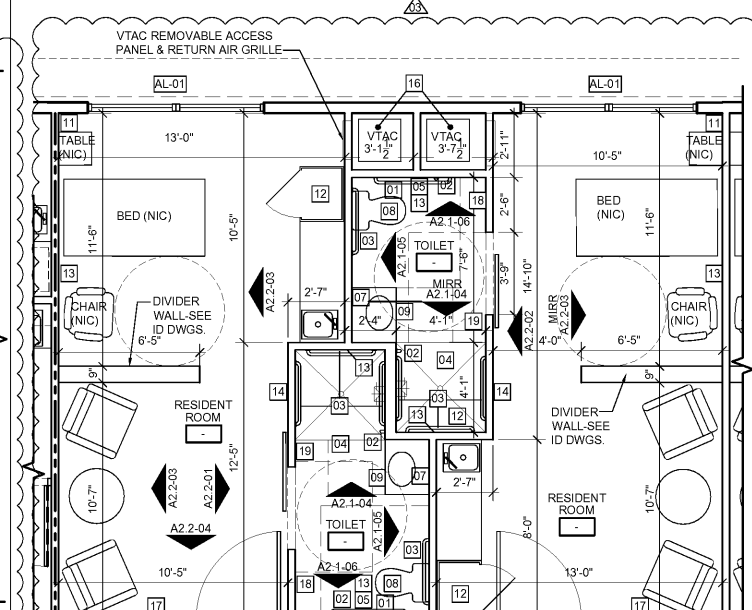 03
VTAC REMOVABLE ACCESS
PANEL & RETURN AIR GRILLE
AL-01
16
AL-01
11
TABLE
(NIC)
13'-0"
VTAC
3'-1 1/2"
VTAC
3'-7 1/2"
2'-11"
10'-5"
11
TABLE
(NIC)
12
01
05
02
13
18
2'-6"
08
A2.1-06
BED (NIC)
BED
(NIC)
11'-6"
10'-5"
03
A2.1-05
TOILET
-
7'-6"
11'-6"
13
A2.2-03
MIRR
A2.1-04
3'-9"
14'-10"
13
CHAIR
(NIC)
DIVIDER
WALL-SEE
ID DWGS.
2'-7"
07
09
2'-4"
4'-1"
19
A2.2-02
MIRR
A2.2-03
CHAIR
(NIC)
6'-5"
4'-0"
6'-5"
02
04
13
9"
9"
14
03
4'-1"
03
13
12
14
RESIDENT
ROOM
-
DIVIDER
WALL-SEE
ID DWGS.
19
04
02
12'-5"
09
07
2'-7"
A2.2-03
A2.2-01
10'-7"
A2.1-04
RESIDENT
ROOM
-
10'-7"
A2.2-04
TOILET
-
A2.1-05
8'-0"
03
10'-5"
A2.1-06
13'-0"
18
13
08
12
17
02
05
01
17